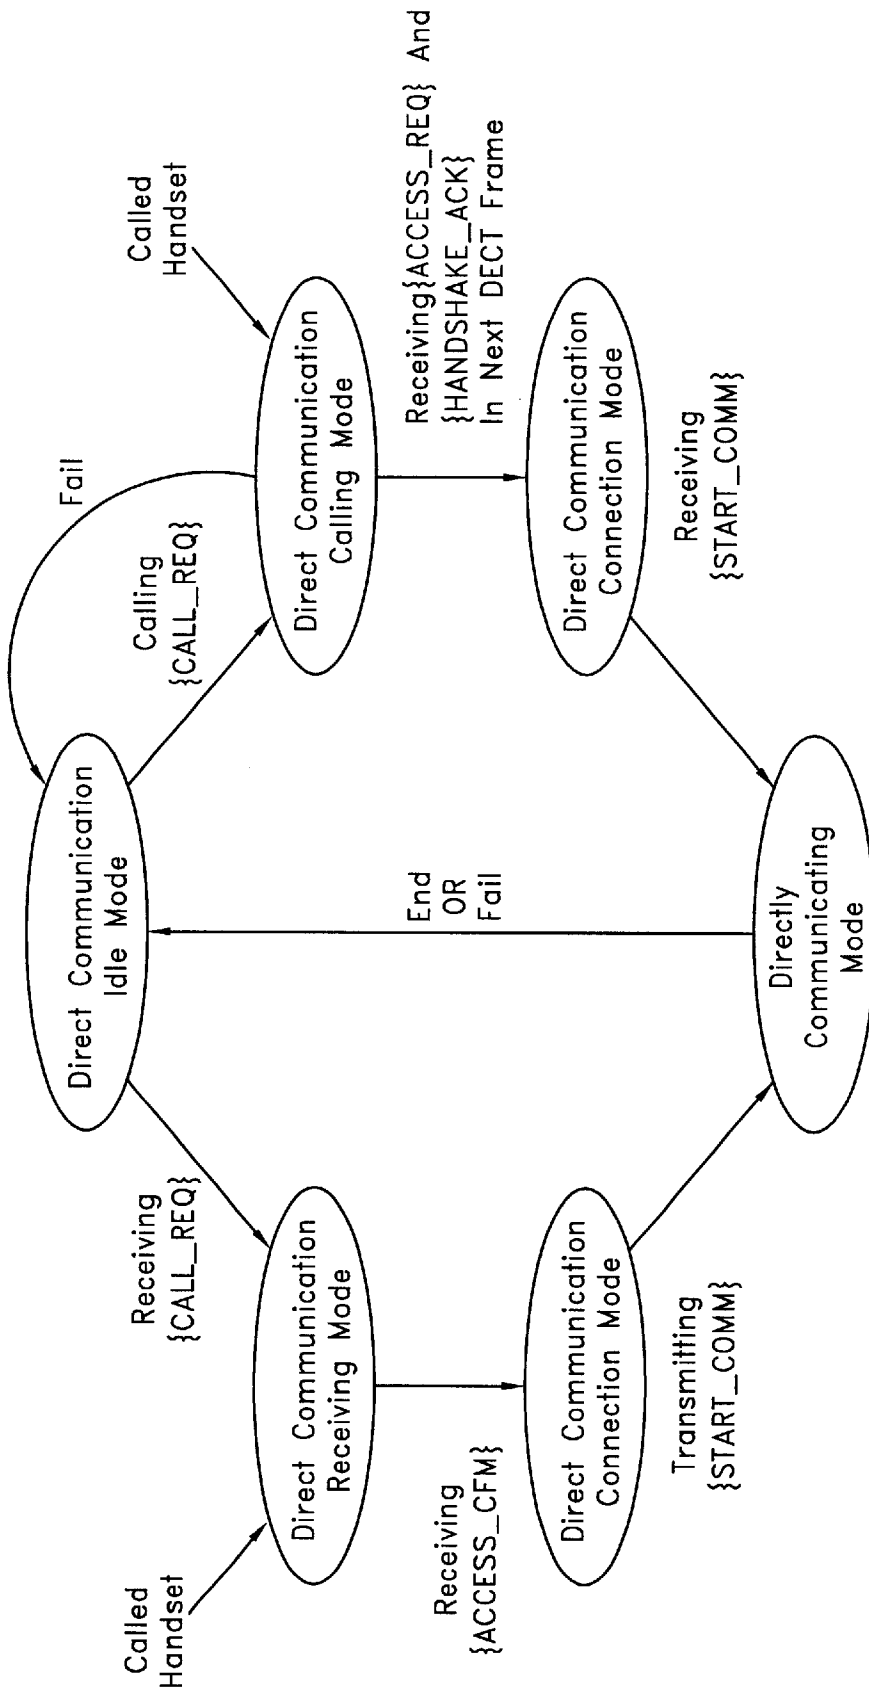 Direct Communication
Idle Mode
Fail
Receiving
{CALL_REQ}
Calling
{CALL_REQ}
Called
Handset
Called
Handset
Direct Communication
Receiving Mode
Direct Communication
Calling Mode
Receiving
{ACCESS_CFM}
End
OR
Fail
Receiving{ACCESS_REQ} And
{HANDSHAKE_ACK}
In Next DECT Frame
Direct Communication
Connection Mode
Direct Communication
Connection Mode
Transmitting
{START_COMM}
Receiving
{START_COMM}
Directly
Communicating
Mode